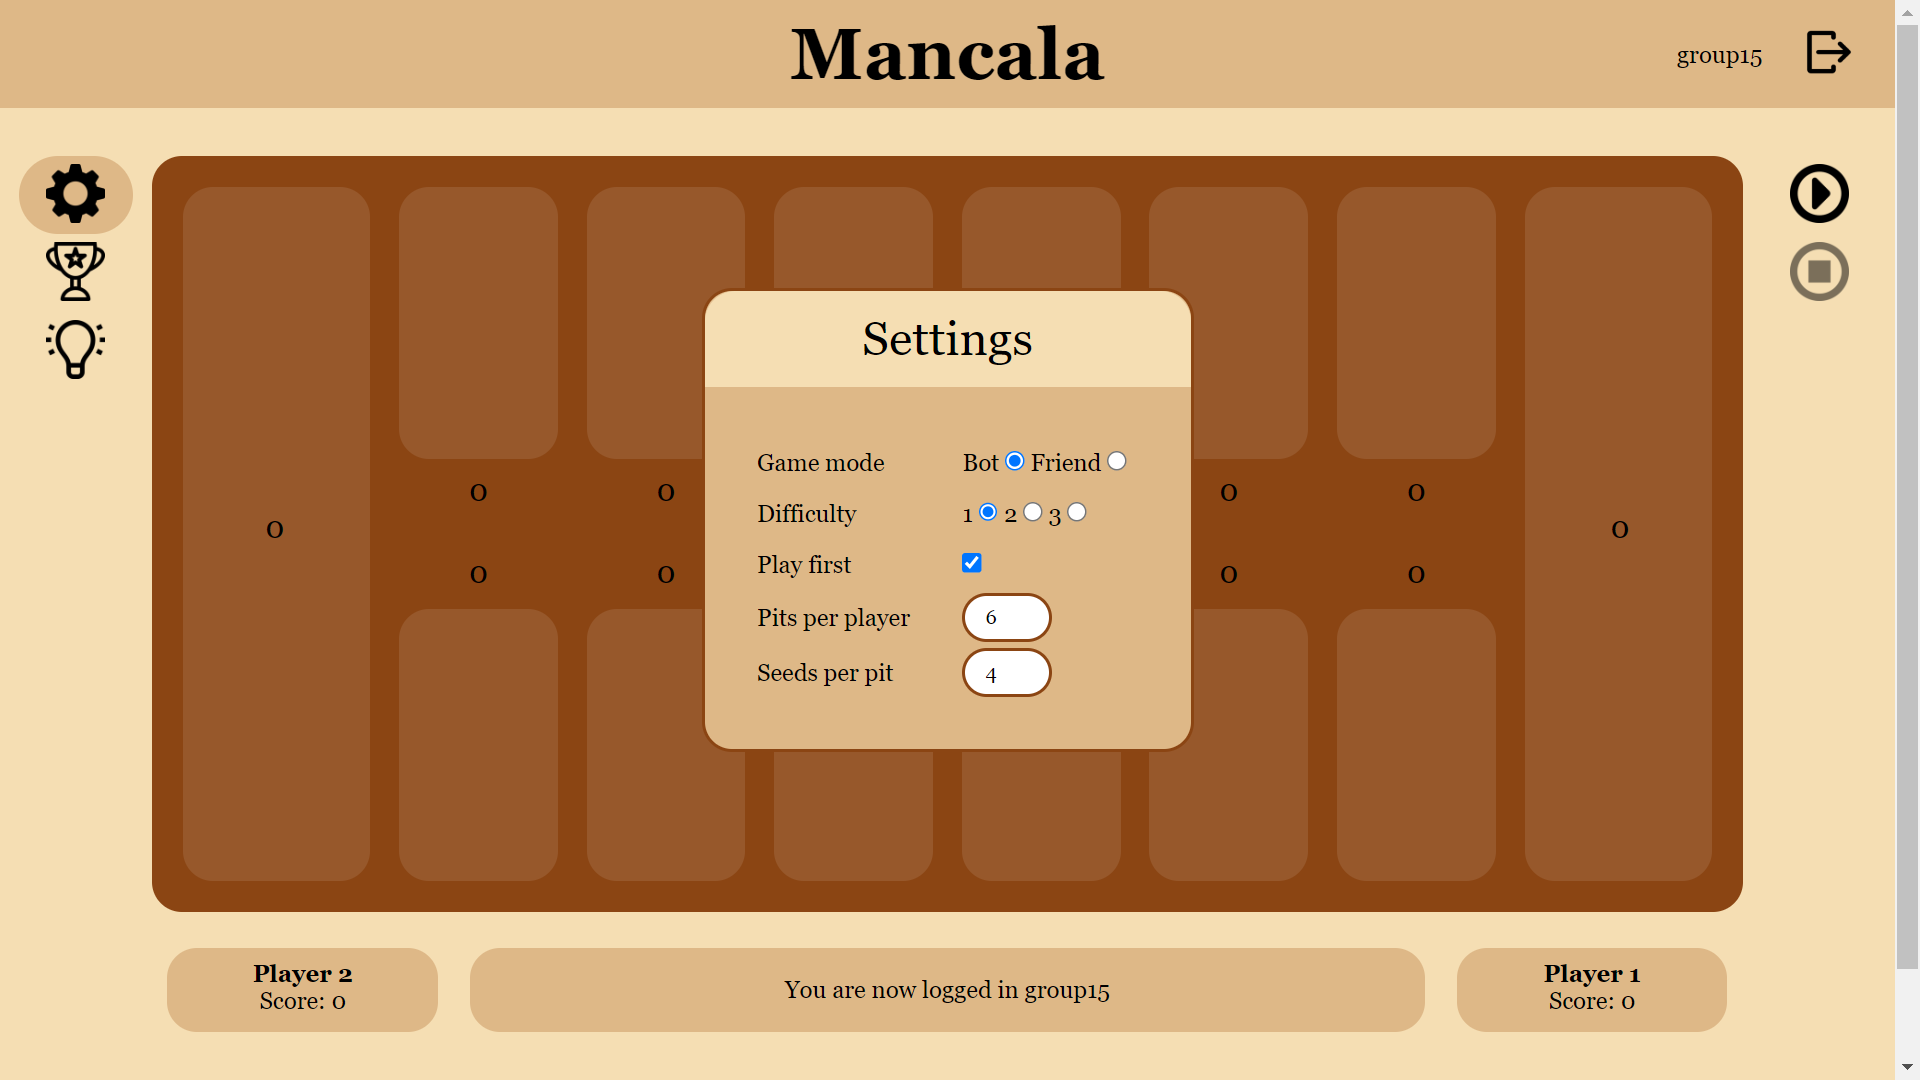 Mancala
group15
Settings
Game mode Bot Friend
Difficulty 1 2 3
Play first
Pits per player 6
Seeds per pit 4
0 0 0 0
0 0
0 0 0 0
Player 2
Score: 0
You are now logged in group15
Player 1
Score: 0